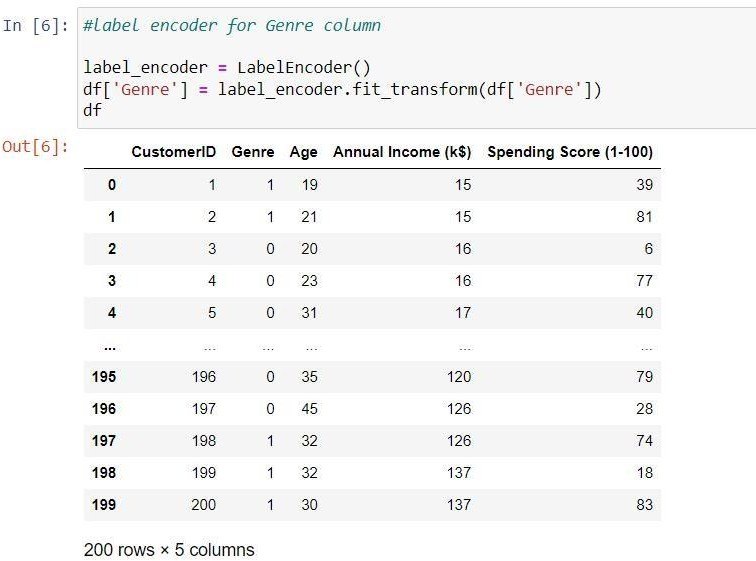 In [6]: #label encoder for Genre column
label_encoder = LabelEncoder()
df['Genre'] = label_encoder.fit_transform(df['Genre'])
df
Out[6]:
CustomerID Genre Age Annual Income (k$) Spending Score (1-100)
0 1 1 19 15 39
1 2 1 21 15 81
2 3 0 20 16 6
3 4 0 23 16 77
4 5 0 31 17 40
... ... ... ... ... ...
195 196 0 35 120 79
196 197 0 45 126 28
197 198 1 32 126 74
198 199 1 32 137 18
199 200 1 30 137 83
200 rows × 5 columns